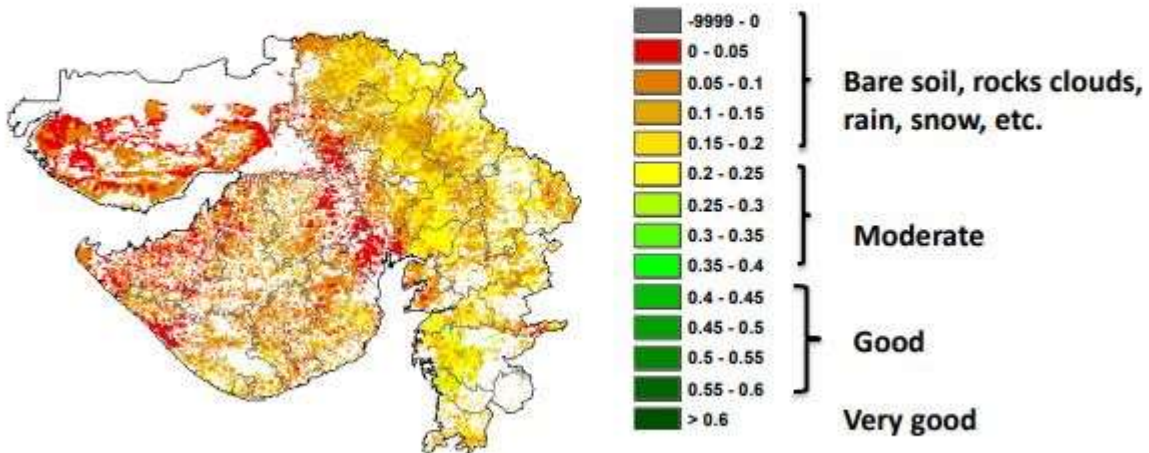 -9999 - 0
0 - 0.05
0.05 - 0.1
0.1 - 0.15
0.15 - 0.2
0.2 - 0.25
0.25 - 0.3
0.3 - 0.35
0.35 - 0.4
0.4 - 0.45
0.45 - 0.5
0.5 - 0.55
0.55 - 0.6
> 0.6
Bare soil, rocks clouds,
rain, snow, etc.
Moderate
Good
Very good